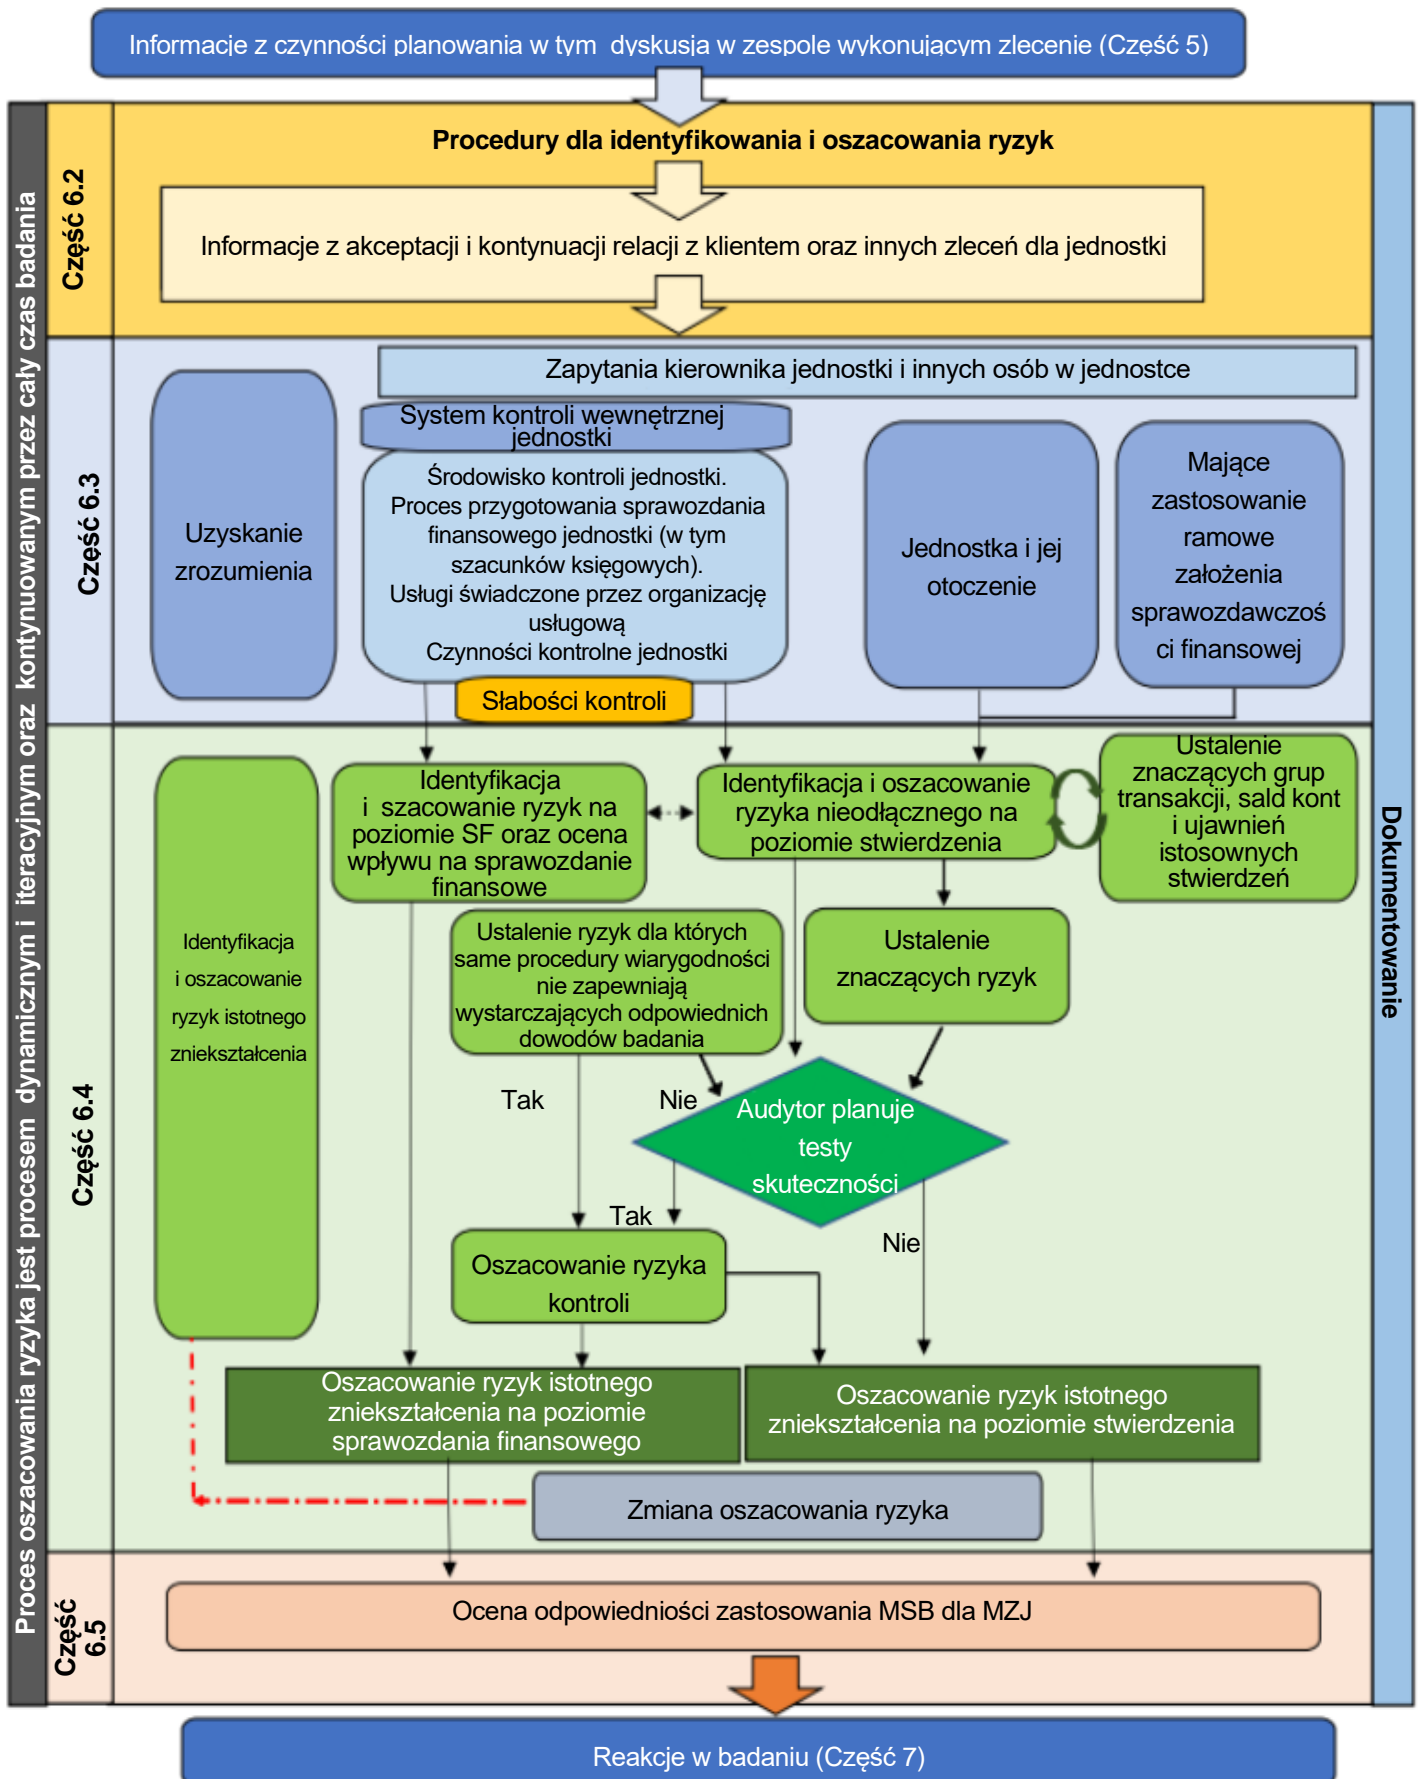 Informacje z czynności planowania w tym dyskusja w zespole wykonującym zlecenie (Część 5)
Proces oszacowania ryzyka jest procesem dynamicznym i iteracyjnym oraz kontynuowanym przez cały czas badania
Dokumentowanie
Część 6.2
Procedury dla identyfikowania i oszacowania ryzyk
Informacje z akceptacji i kontynuacji relacji z klientem oraz innych zleceń dla jednostki
Część 6.3
Zapytania kierownika jednostki i innych osób w jednostce
Uzyskanie
zrozumienia
System kontroli wewnętrznej
jednostki
Środowisko kontroli jednostki.
Proces przygotowania sprawozdania
finansowego jednostki (w tym
szacunków księgowych).
Usługi świadczone przez organizację
usługową
Czynności kontrolne jednostki
Słabości kontroli
Jednostka i jej
otoczenie
Mające
zastosowanie
ramowe
założenia
sprawozdawczoś
ci finansowej
Część 6.4
Identyfikacja
i oszacowanie
ryzyk istotnego
zniekształcenia
Identyfikacja
i szacowanie ryzyk na
poziomie SF oraz ocena
wpływu na sprawozdanie
finansowe
Identyfikacja i oszacowanie
ryzyka nieodłącznego na
poziomie stwierdzenia
Ustalenie
znaczących grup
transakcji, sald kont
i ujawnień
istosownych
stwierdzeń
Ustalenie ryzyk dla których
same procedury wiarygodności
nie zapewniają
wystarczających odpowiednich
dowodów badania
Ustalenie
znaczących ryzyk
Tak
Nie
Audytor planuje
testy
skuteczności
Tak
Nie
Oszacowanie ryzyka
kontroli
Oszacowanie ryzyk istotnego
zniekształcenia na poziomie
sprawozdania finansowego
Oszacowanie ryzyk istotnego
zniekształcenia na poziomie stwierdzenia
Zmiana oszacowania ryzyka
Część
6.5
Ocena odpowiedniości zastosowania MSB dla MZJ
Reakcje w badaniu (Część 7)